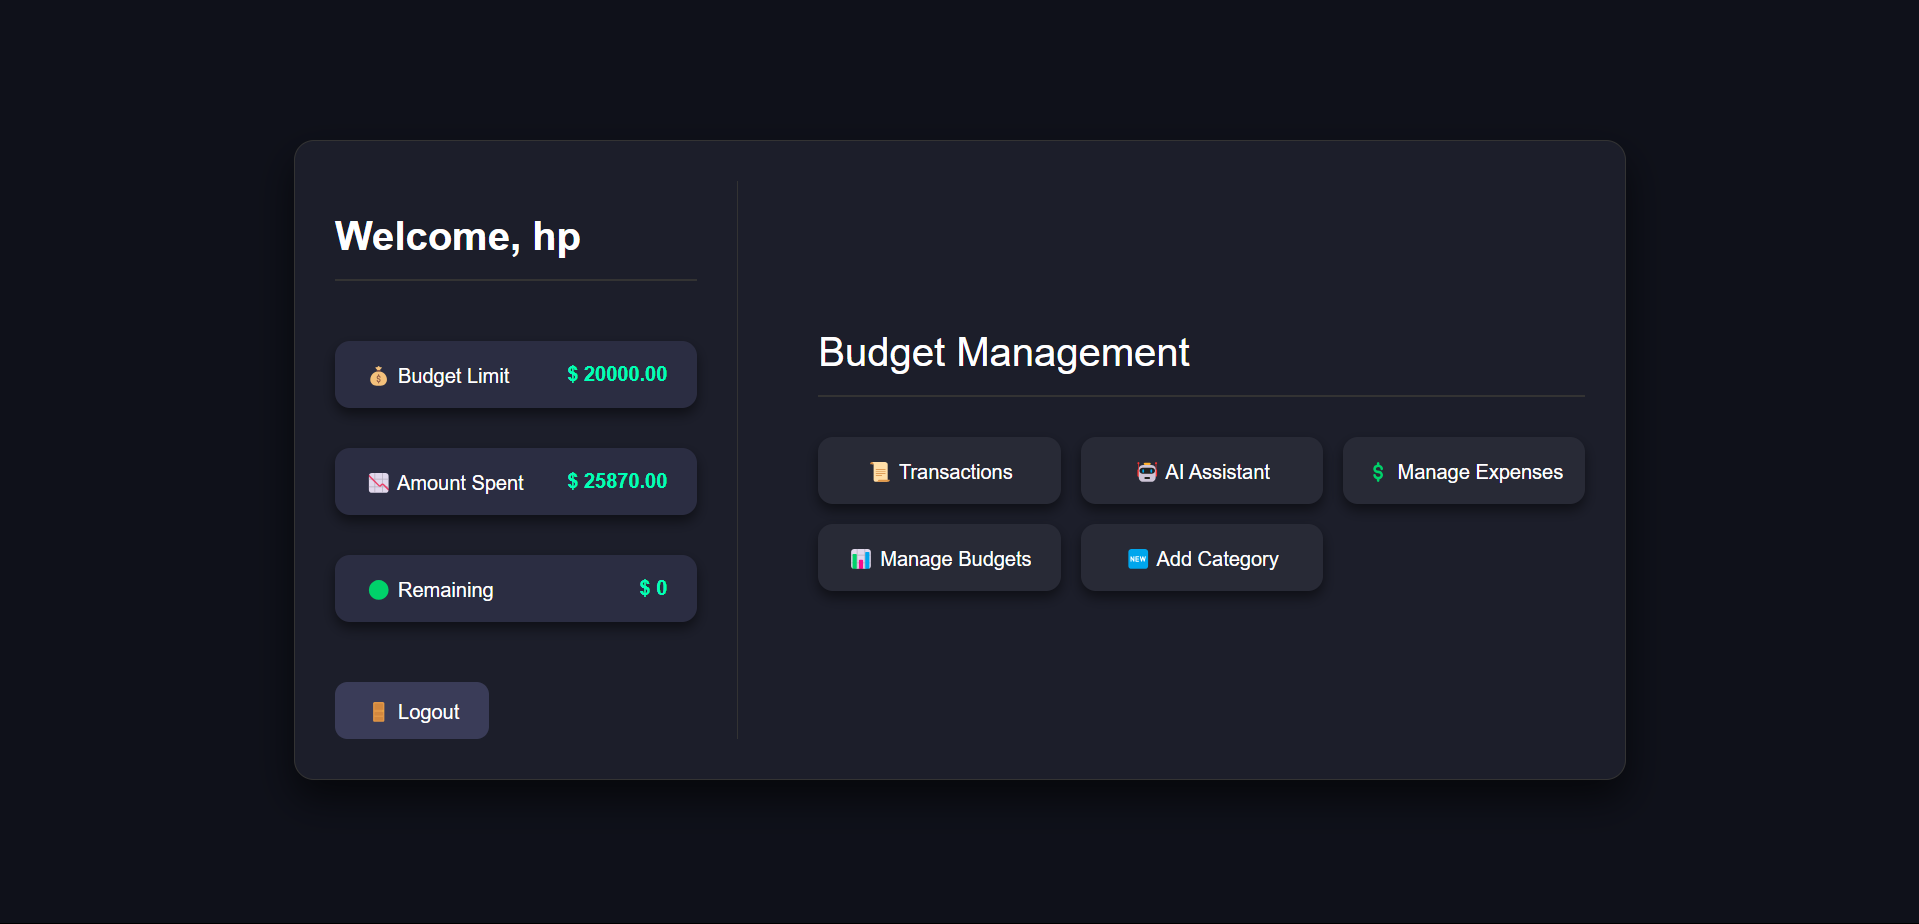 Welcome, hp
Budget Limit $ 20000.00
Amount Spent $ 25870.00
Remaining $ 0
Logout
Budget Management
Transactions
AI Assistant
$ Manage Expenses
Manage Budgets
NEW Add Category